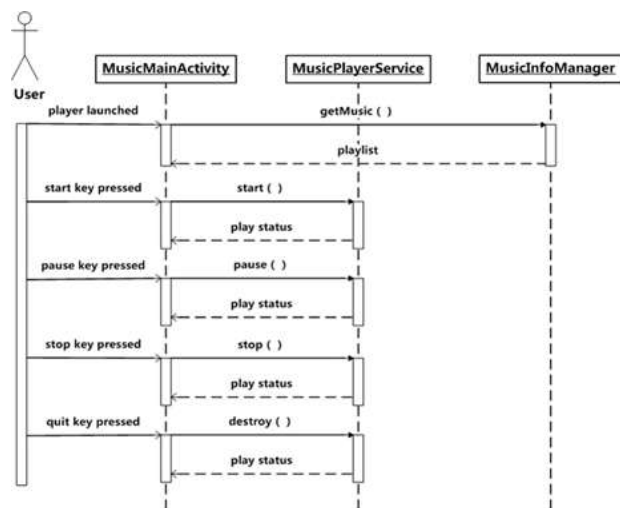 MusicMainActivity
MusicPlayerService
MusicInfoManager
User
player launched
getMusic ( )
playlist
start key pressed
start ( )
play status
pause key pressed
pause ( )
play status
stop key pressed
stop ( )
play status
quit key pressed
destroy ( )
play status